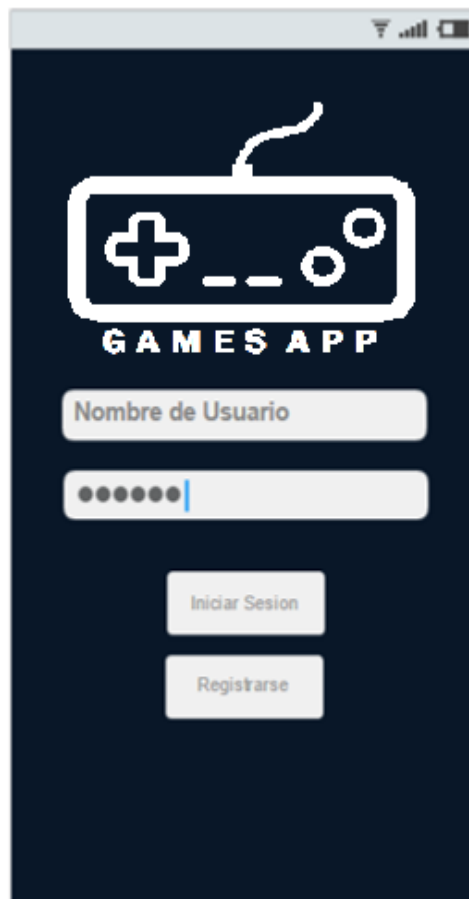 GAMES APP
Nombre de Usuario
●●●●●●
Iniciar Sesion
Registrarse